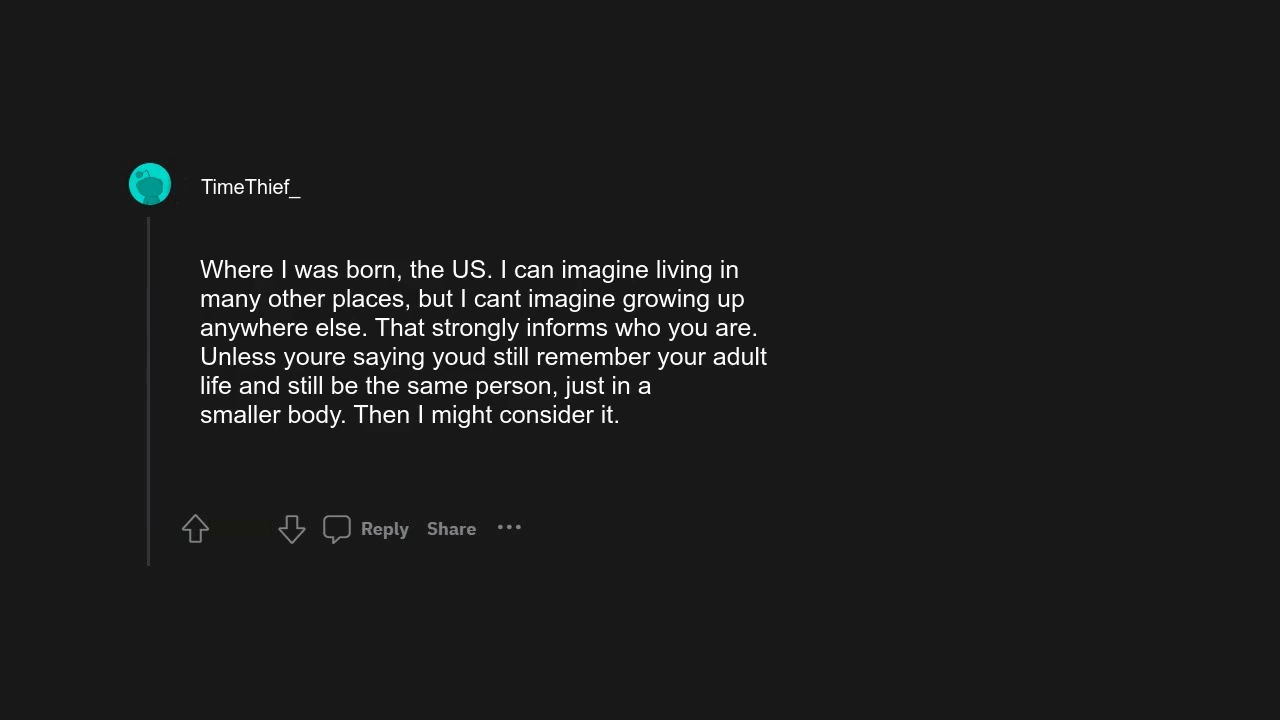 TimeThief_
Where I was born, the US. I can imagine living in
many other places, but I cant imagine growing up
anywhere else. That strongly informs who you are.
Unless youre saying youd still remember your adult
life and still be the same person, just in a
smaller body. Then I might consider it.
Reply Share